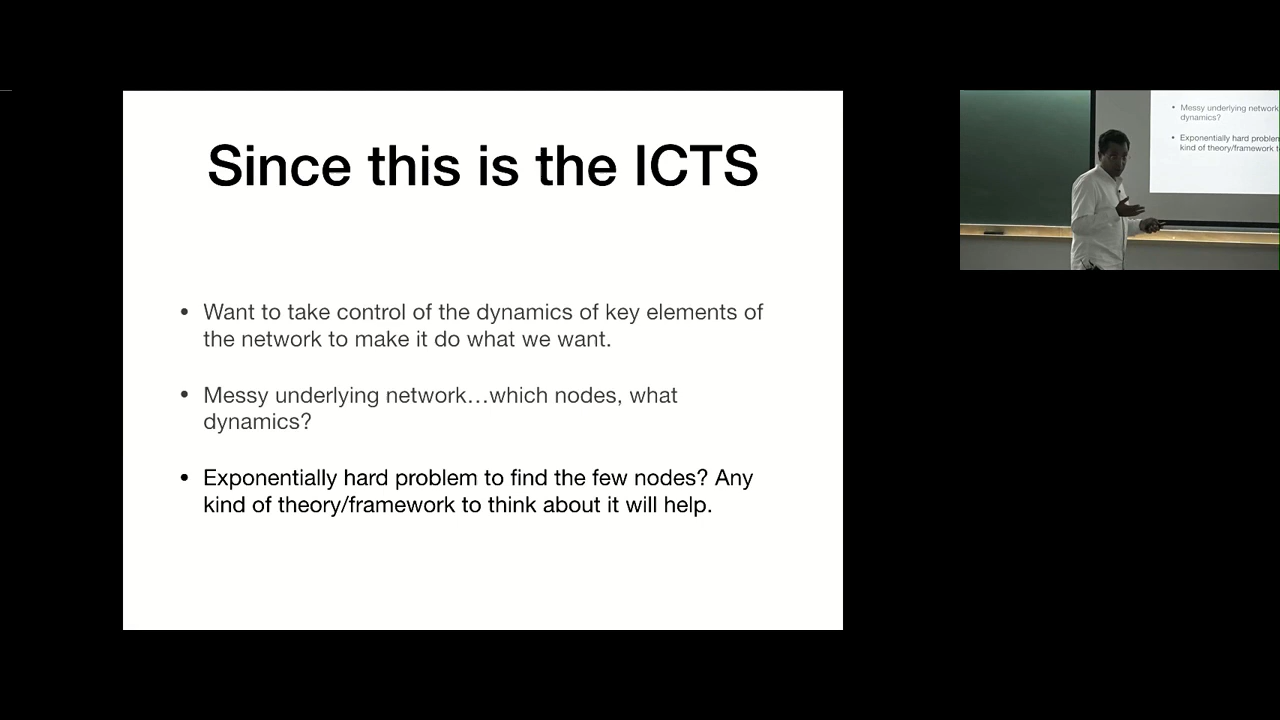 Since this is the ICTS
• Want to take control of the dynamics of key elements of
the network to make it do what we want.
• Messy underlying network…which nodes, what
dynamics?
• Exponentially hard problem to find the few nodes? Any
kind of theory/framework to think about it will help.
• Messy underlying network
dynamics?
• Exponentially hard problem
kind of theory/framework t